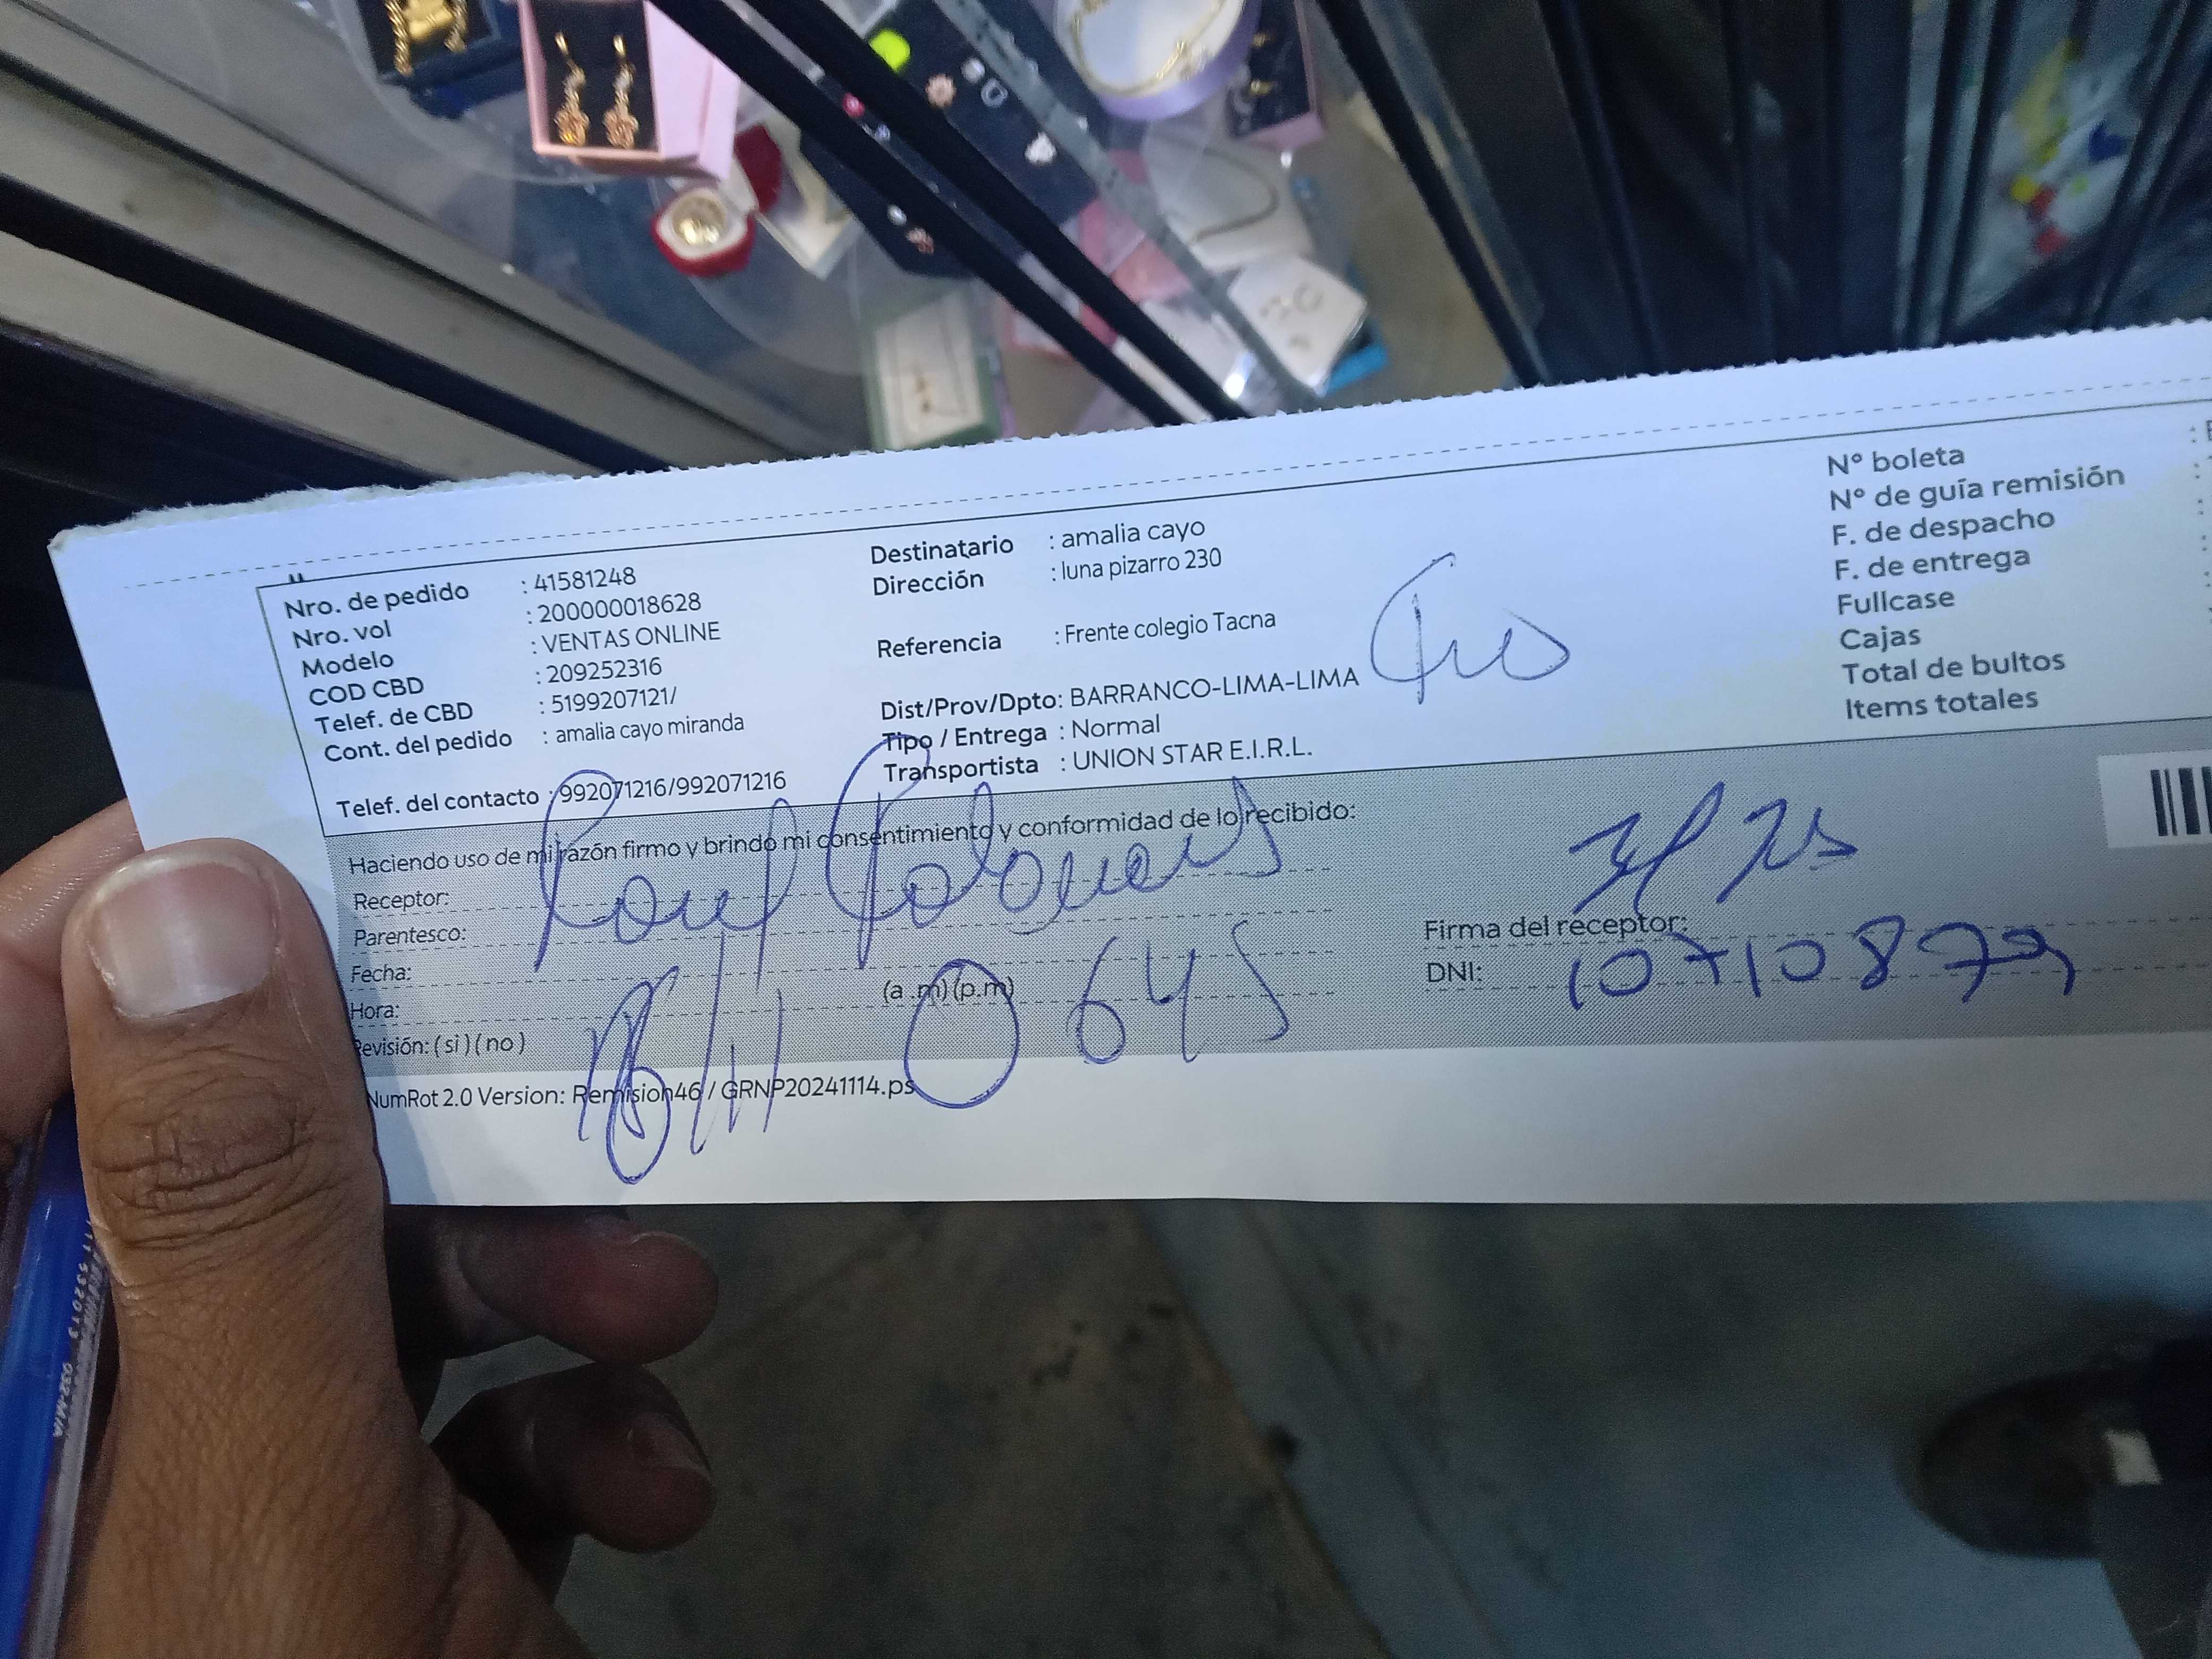 Nro. de pedido : 41581248
Nro. vol : 200000018628
Modelo : VENTAS ONLINE
COD CBD : 209252316
Telef. de CBD : 5199207121/
Cont. del pedido : amalia cayo miranda
Telef. del contacto : 992071216/992071216
Destinatario : amalia cayo
Dirección : luna pizarro 230
Referencia : Frente colegio Tacna
Dist/Prov/Dpto: BARRANCO-LIMA-LIMA
Tipo / Entrega : Normal
Transportista : UNION STAR E.I.R.L.
Nº boleta
Nº de guía remisión
F. de despacho
F. de entrega
Fullcase
Cajas
Total de bultos
Items totales
Haciendo uso de mi razón firmo y brindo mi consentimiento y conformidad de lo recibido:
Receptor:
Parentesco:
Fecha:
Hora: (a.m)(p.m)
Revisión: ( si ) ( no )
Firma del receptor:
DNI: 10710879
18/11 0645
NumRot 2.0 Version: Remision46 / GRNP20241114.ps